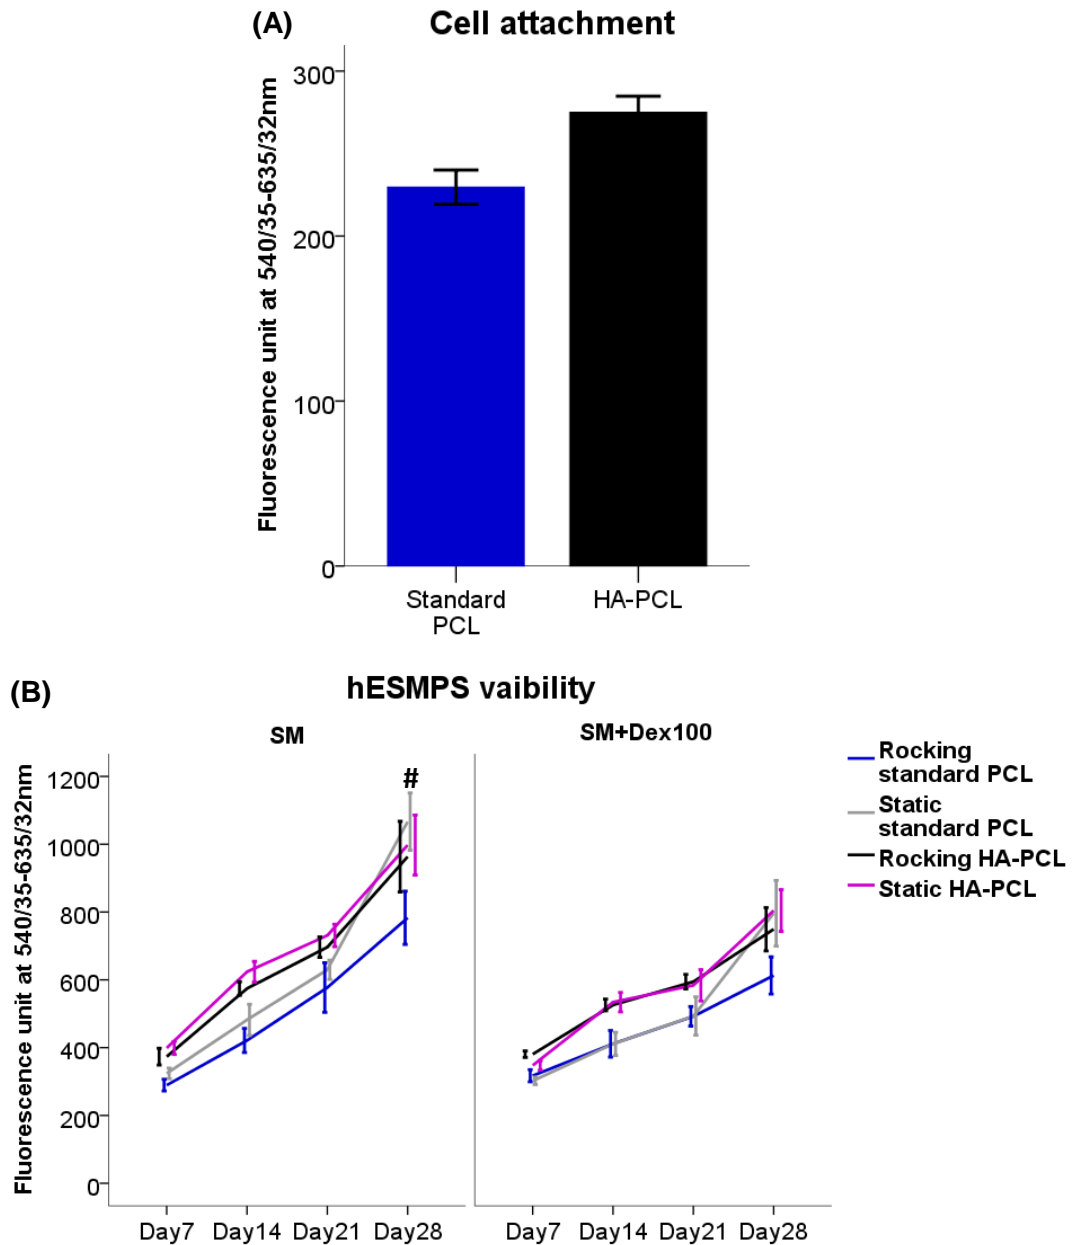 (A)
Cell attachment
Fluorescence unit at 540/35-635/32nm
300
200
100
0
Standard
PCL
HA-PCL
(B)
hESMPS vaibility
SM
SM+Dex100
Fluorescence unit at 540/35-635/32nm
1200
1000
800
600
400
200
0
#
Day7 Day14 Day21 Day28
Day7 Day14 Day21 Day28
Rocking
standard PCL
Static
standard PCL
Rocking HA-PCL
Static HA-PCL